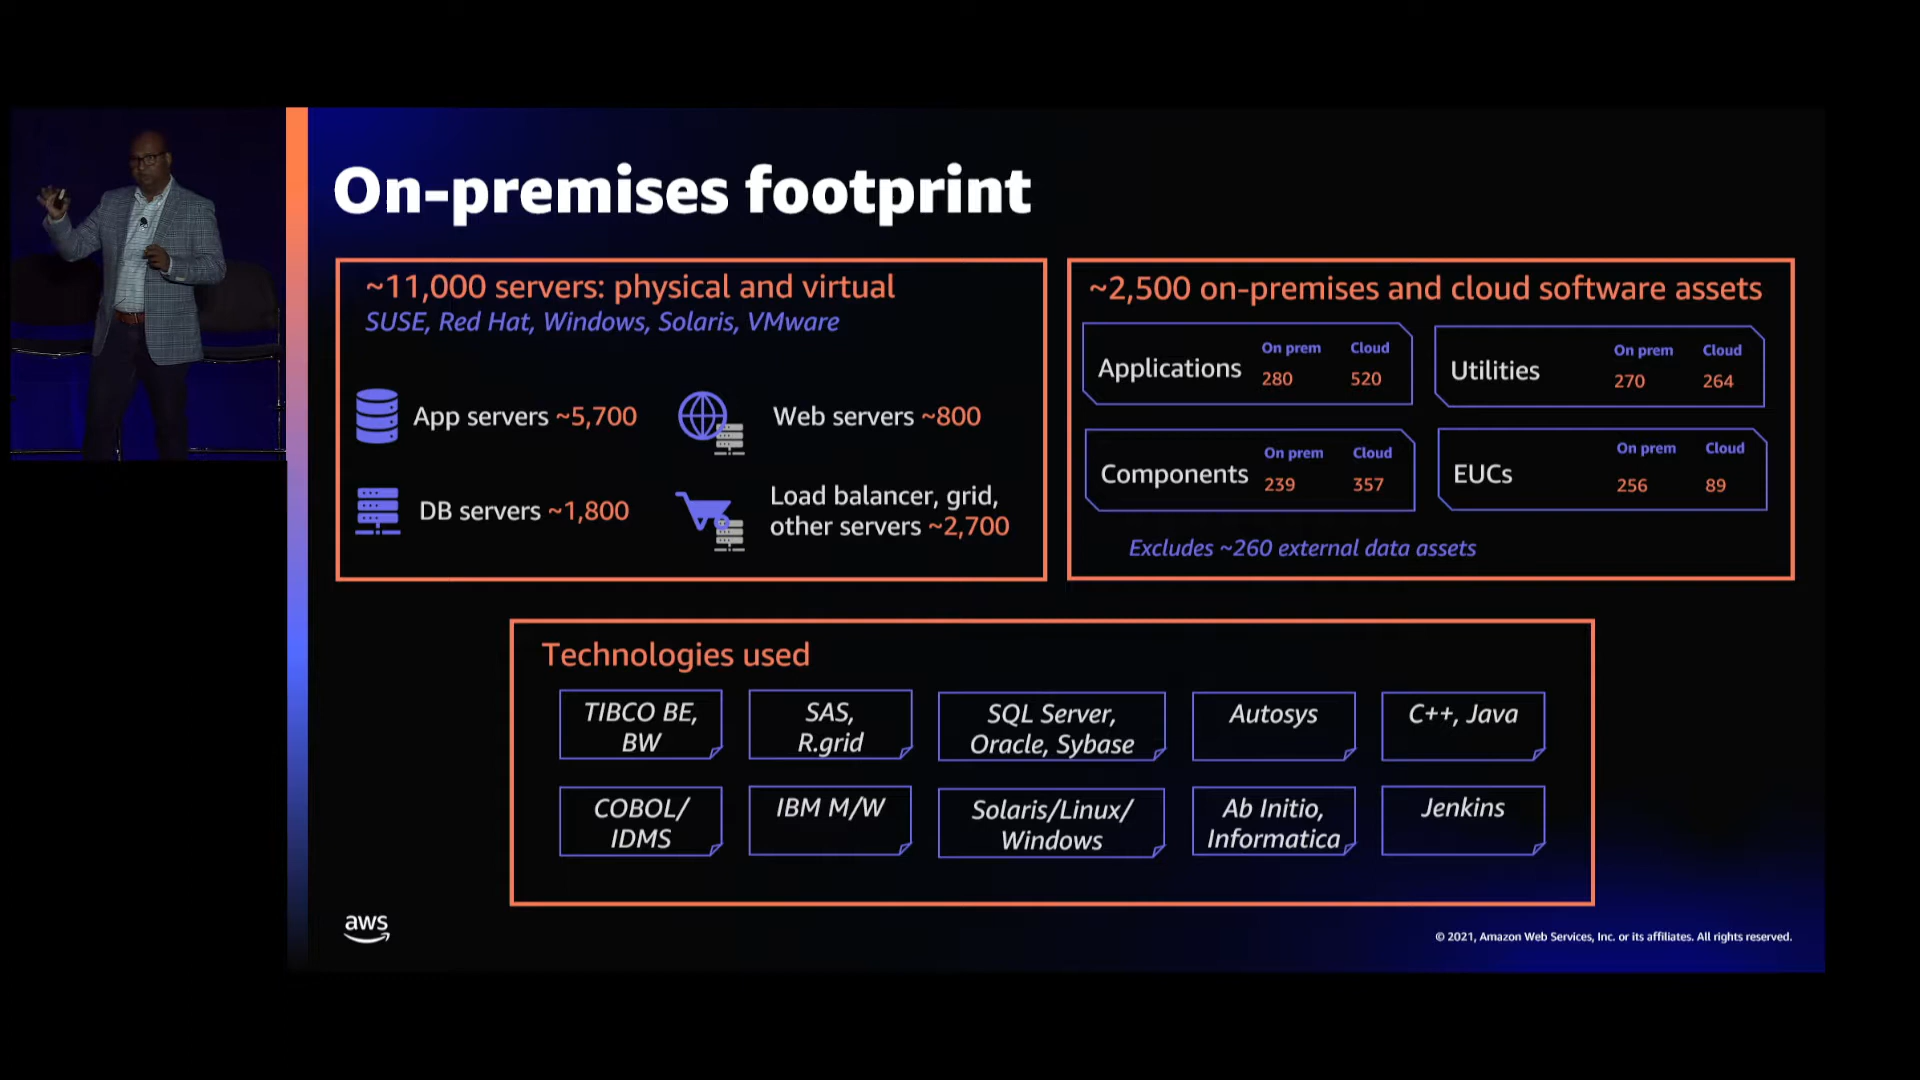 On-premises footprint
~11,000 servers: physical and virtual
SUSE, Red Hat, Windows, Solaris, VMware
App servers ~5,700
Web servers ~800
DB servers ~1,800
Load balancer, grid,
other servers ~2,700
~2,500 on-premises and cloud software assets
Applications
On prem Cloud
280 520
Utilities
On prem Cloud
270 264
Components
On prem Cloud
239 357
EUCs
On prem Cloud
256 89
Excludes ~260 external data assets
Technologies used
TIBCO BE,
BW
SAS,
R.grid
SQL Server,
Oracle, Sybase
Autosys
C++, Java
COBOL/
IDMS
IBM M/W
Solaris/Linux/
Windows
Ab Initio,
Informatica
Jenkins
aws
© 2021, Amazon Web Services, Inc. or its affiliates. All rights reserved.